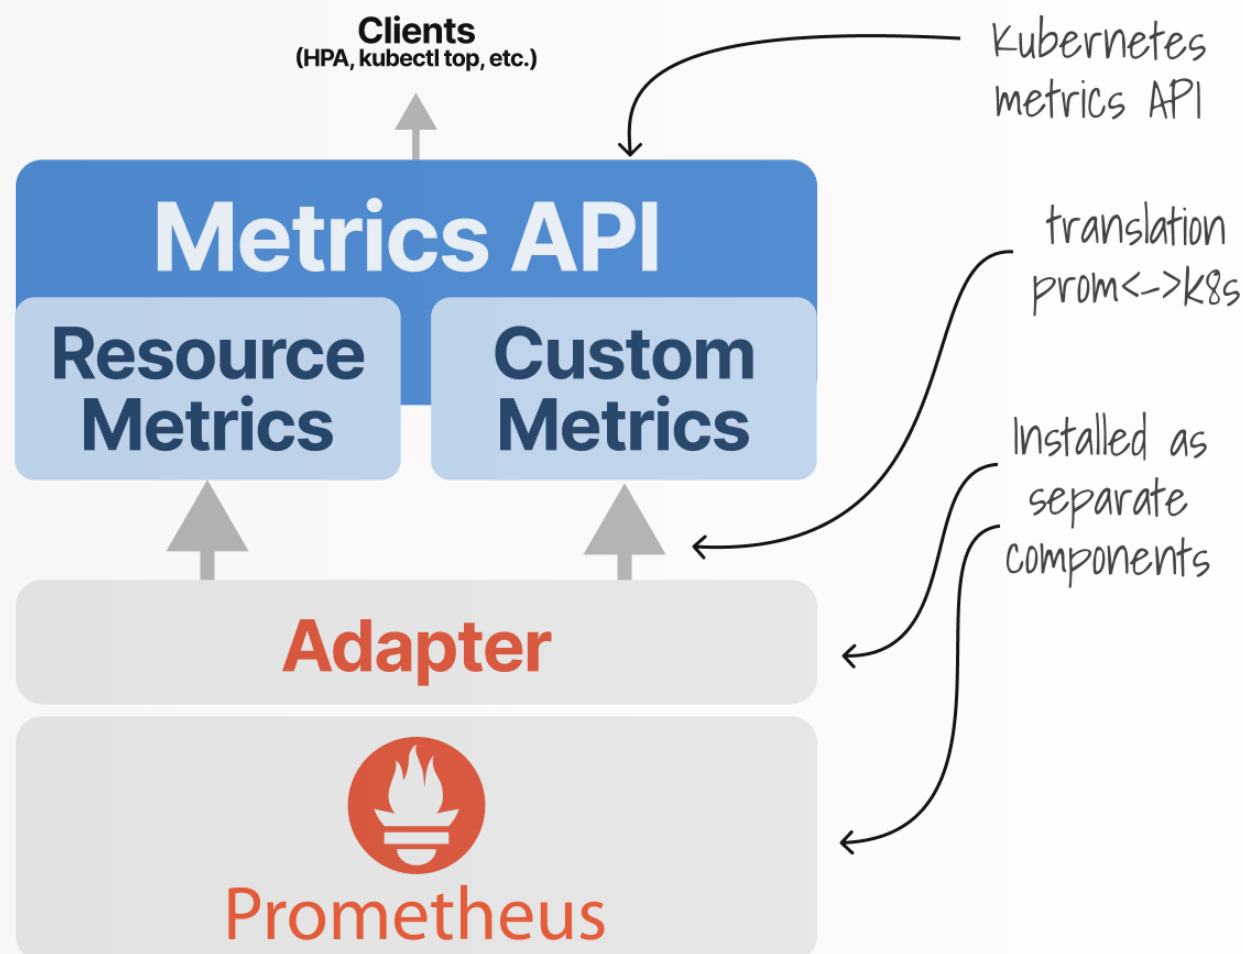 Clients
(HPA, kubectl top, etc.)
Kubernetes
metrics API
Metrics API
translation
prom<->k8s
Resource
Metrics
Custom
Metrics
Installed as
separate
components
Adapter
Prometheus